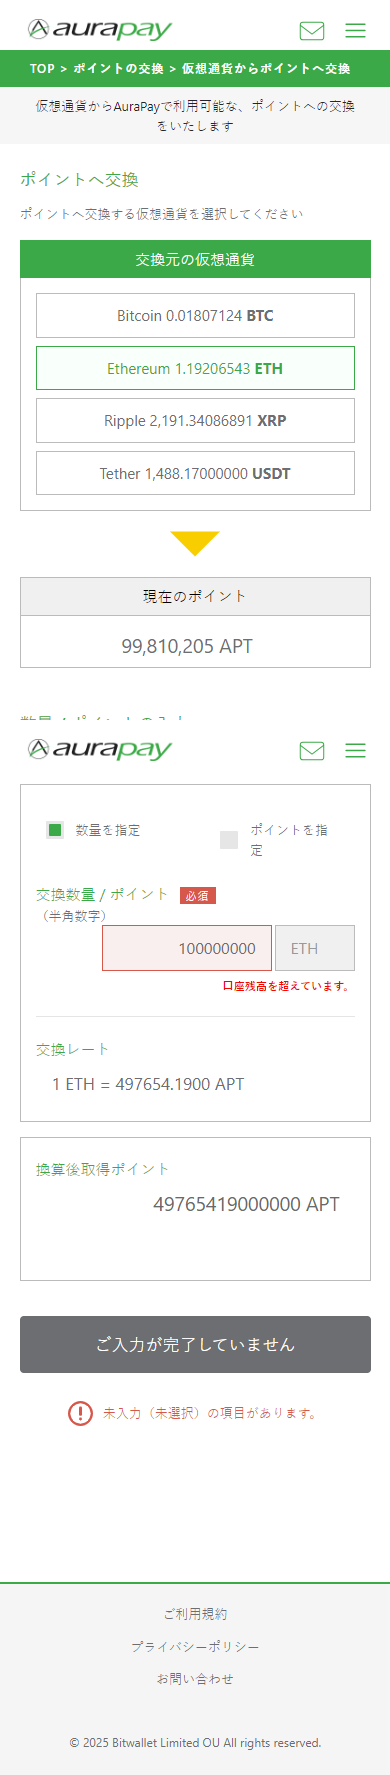 aurapay
TOP > ポイントの交換 > 仮想通貨からポイントへ交換
仮想通貨からAuraPayで利用可能な、ポイントへの交換
をいたします
ポイントへ交換
ポイントへ交換する仮想通貨を選択してください
交換元の仮想通貨
Bitcoin 0.01807124 BTC
Ethereum 1.19206543 ETH
Ripple 2,191.34086891 XRP
Tether 1,488.17000000 USDT
現在のポイント
99,810,205 APT
aurapay
数量を指定
ポイントを指
定
交換数量 / ポイント 必須
（半角数字）
100000000 ETH
口座残高を超えています。
交換レート
1 ETH = 497654.1900 APT
換算後取得ポイント
49765419000000 APT
ご入力が完了していません
未入力（未選択）の項目があります。
ご利用規約
プライバシーポリシー
お問い合わせ
© 2025 Bitwallet Limited OU All rights reserved.